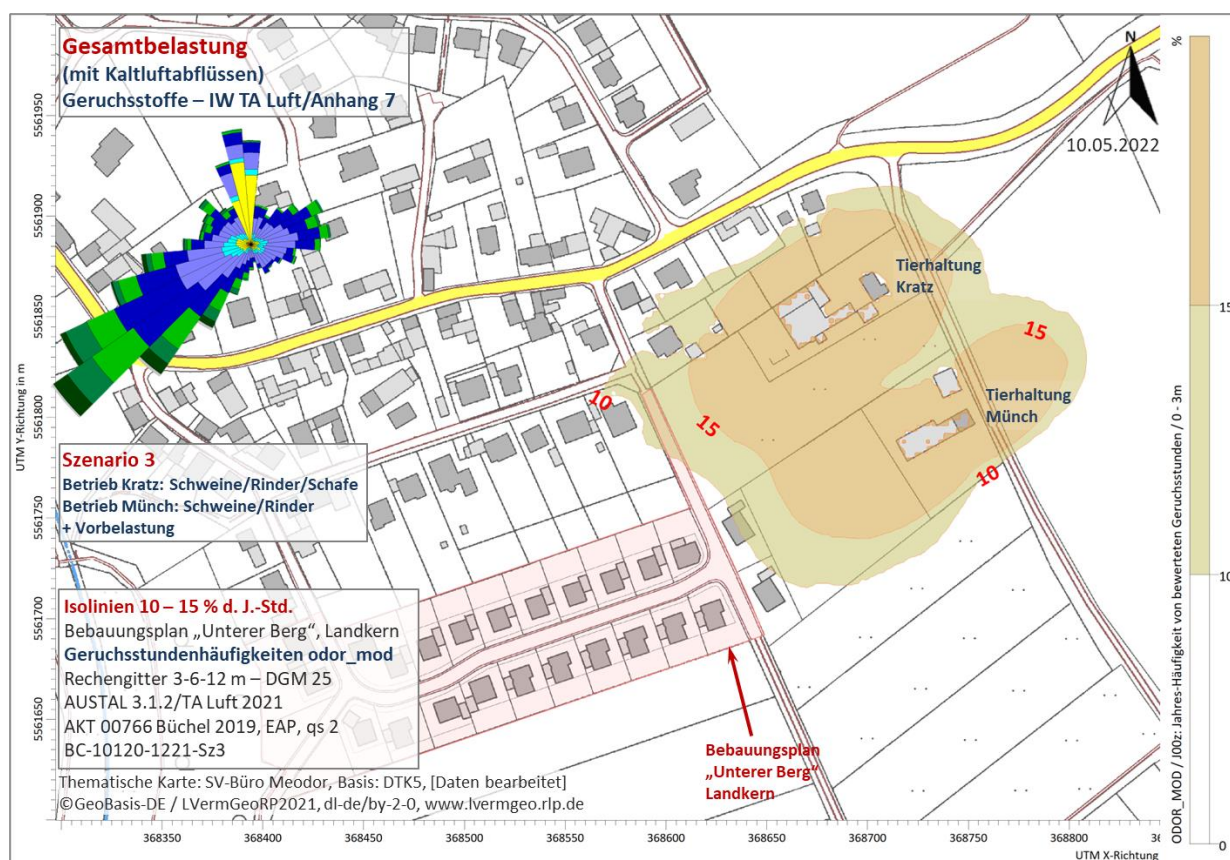 Gesamtbelastung
(mit Kaltluftabflüssen)
Geruchsstoffe – IW TA Luft/Anhang 7
N
10.05.2022
%
15
10
0
ODOR_MOD / J00z: Jahres-Häufigkeit von bewerteten Geruchsstunden / 0 - 3m
Tierhaltung
Kratz
15
Tierhaltung
Münch
10
15
10
Szenario 3
Betrieb Kratz: Schweine/Rinder/Schafe
Betrieb Münch: Schweine/Rinder
+ Vorbelastung
Isolinien 10 – 15 % d. J.-Std.
Bebauungsplan „Unterer Berg“, Landkern
Geruchsstundenhäufigkeiten odor_mod
Rechengitter 3-6-12 m – DGM 25
AUSTAL 3.1.2/TA Luft 2021
AKT 00766 Büchel 2019, EAP, qs 2
BC-10120-1221-Sz3
Bebauungsplan
„Unterer Berg“
Landkern
Thematische Karte: SV-Büro Meodor, Basis: DTK5, [Daten bearbeitet]
©GeoBasis-DE / LVermGeoRP2021, dl-de/by-2-0, www.lvermgeo.rlp.de
UTM Y-Richtung in m
5561950
5561900
5561850
5561800
5561750
5561700
5561650
368350 368400 368450 368500 368550 368600 368650 368700 368750 368800
UTM X-Richtung